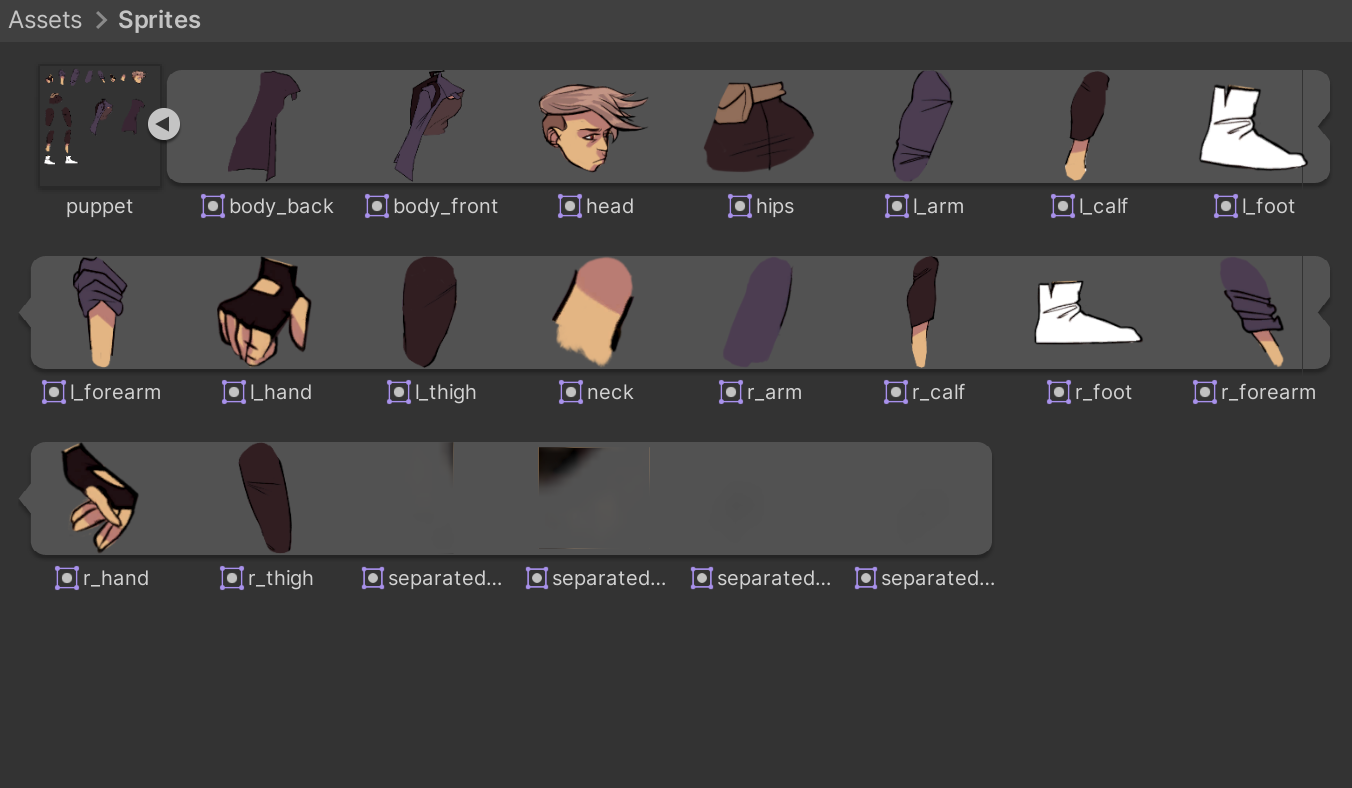 Assets > Sprites
puppet body_back body_front head hips l_arm l_calf l_foot
l_forearm l_hand l_thigh neck r_arm r_calf r_foot r_forearm
r_hand r_thigh separated... separated... separated... separated...